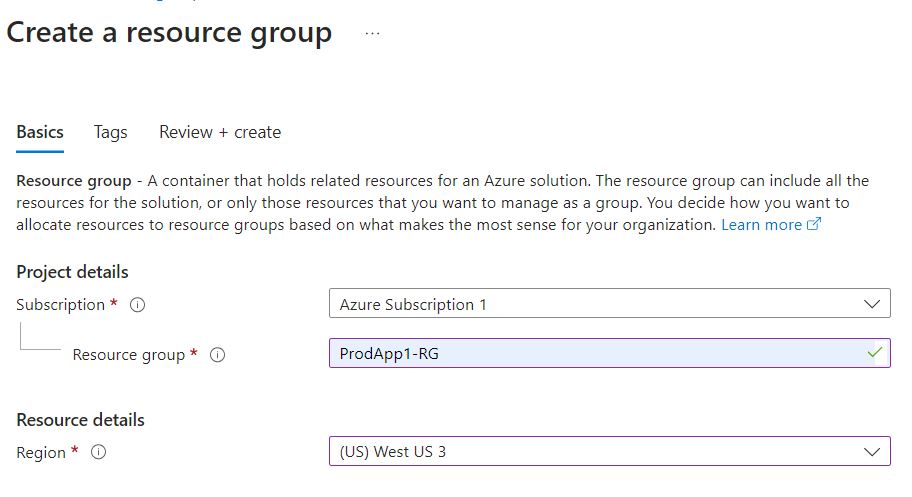 Create a resource group ...
Basics Tags Review + create
Resource group - A container that holds related resources for an Azure solution. The resource group can include all the
resources for the solution, or only those resources that you want to manage as a group. You decide how you want to
allocate resources to resource groups based on what makes the most sense for your organization. Learn more
Project details
Subscription * Azure Subscription 1
Resource group * ProdApp1-RG
Resource details
Region * (US) West US 3